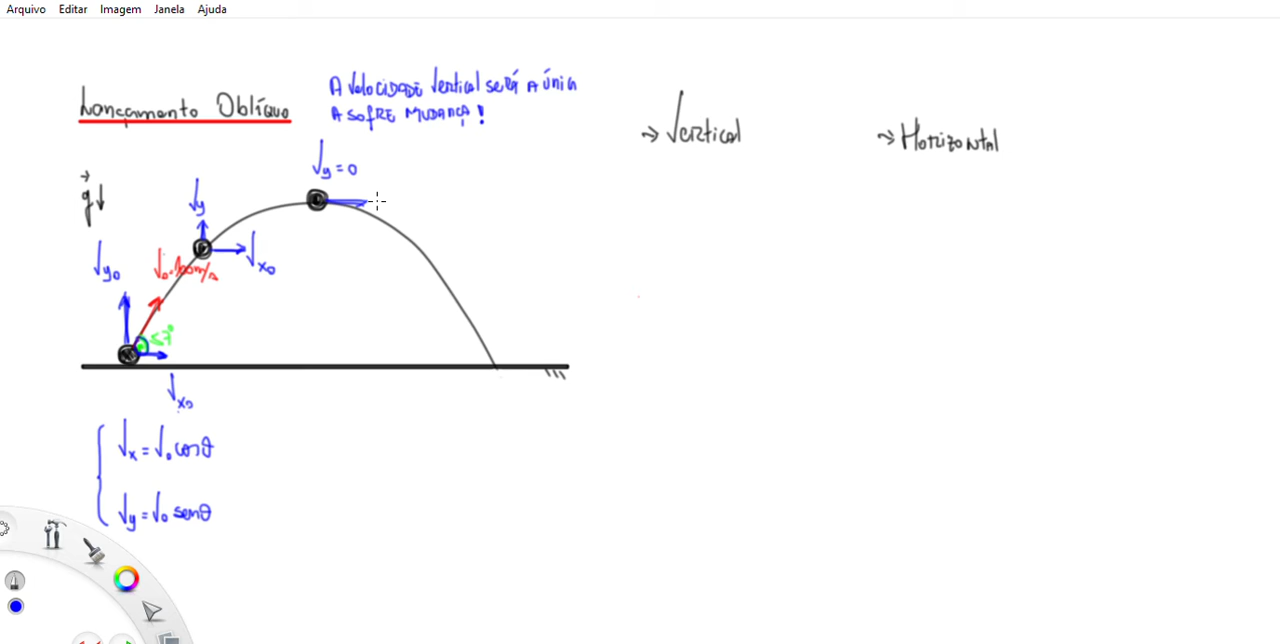 Arquivo Editar Imagem Janela Ajuda
Lançamento Oblíquo
A Velocidade Vertical será a única
a sofre mudança!
→ Vertical
→ Horizontal
Vy = 0
g
Vy
Vx0
Vy0
57°
Vx0
Vx = V0 cosθ
Vy = V0 senθ